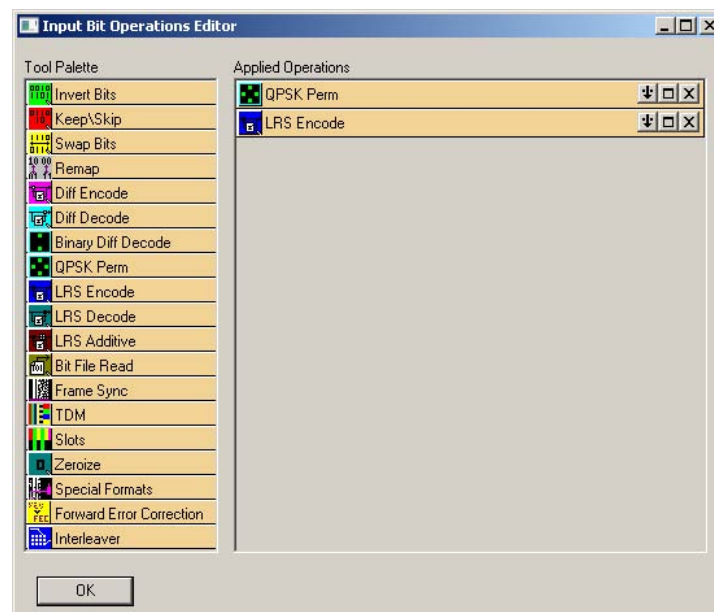 Input Bit Operations Editor
Tool Palette
Applied Operations
Invert Bits
Keep\Skip
Swap Bits
Remap
Diff Encode
Diff Decode
Binary Diff Decode
QPSK Perm
LRS Encode
LRS Decode
LRS Additive
Bit File Read
Frame Sync
TDM
Slots
Zeroize
Special Formats
Forward Error Correction
Interleaver
QPSK Perm
LRS Encode
OK